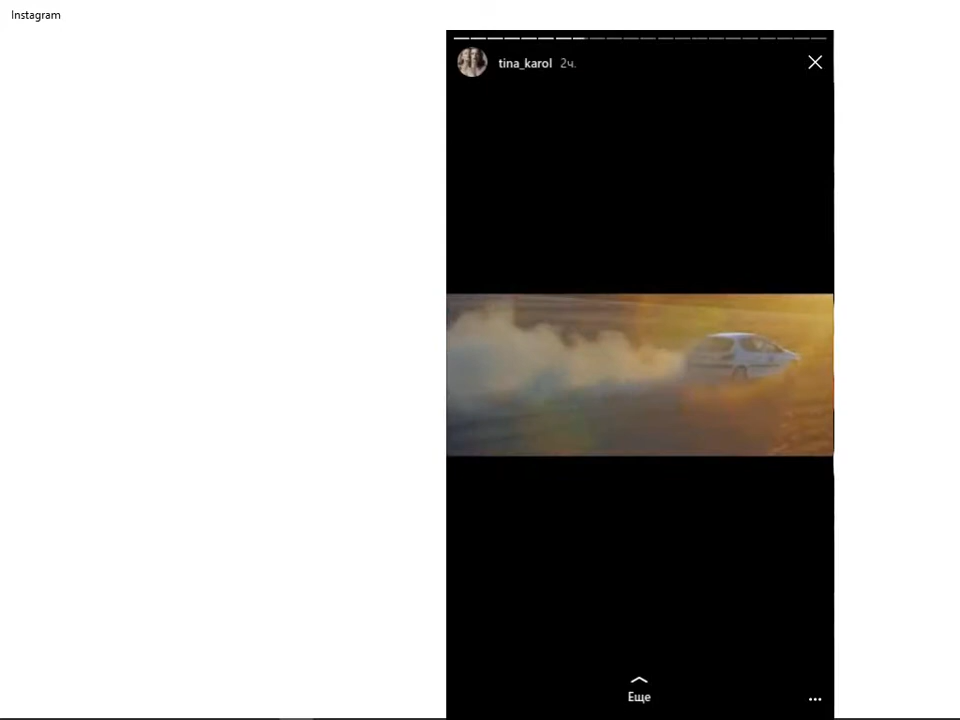 Instagram
tina_karol 2ч.
Еще